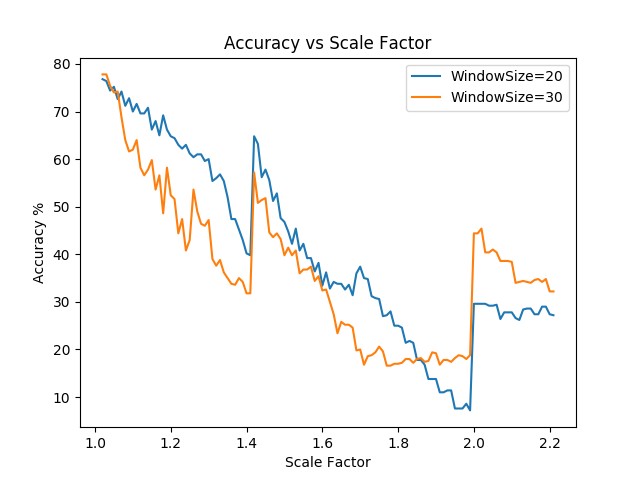 Accuracy vs Scale Factor
WindowSize=20
WindowSize=30
Accuracy %
80
70
60
50
40
30
20
10
1.0 1.2 1.4 1.6 1.8 2.0 2.2
Scale Factor